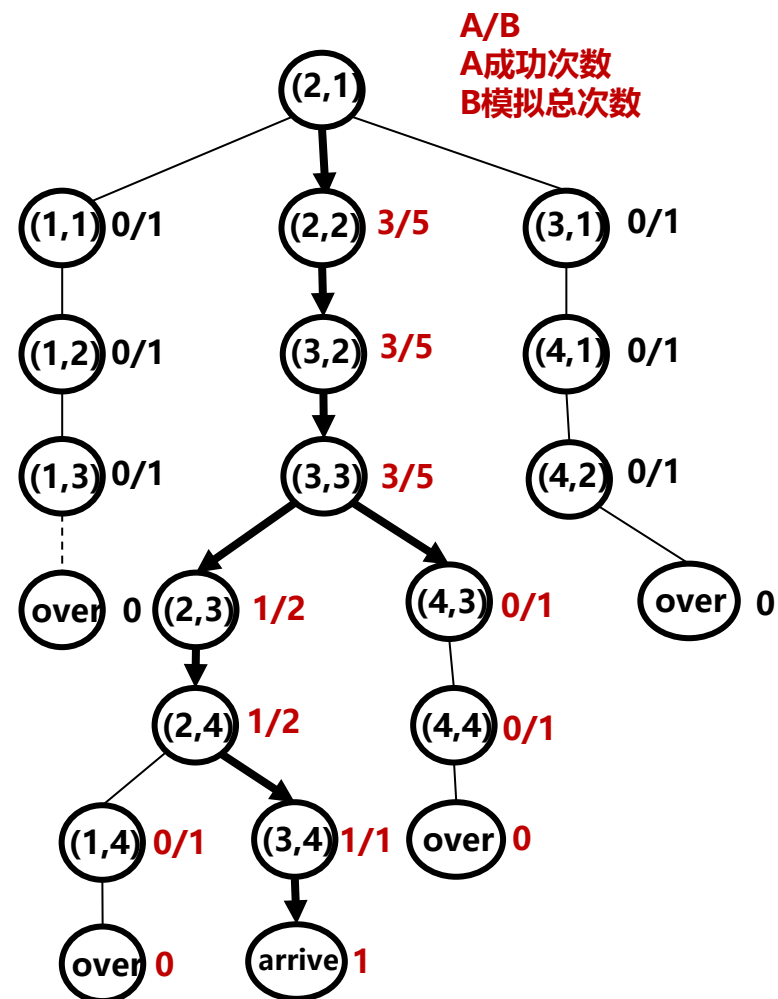 A/B
A成功次数
B模拟总次数
(2,1)
(1,1) 0/1
(2,2) 3/5
(3,1) 0/1
(1,2) 0/1
(3,2) 3/5
(4,1) 0/1
(1,3) 0/1
(3,3) 3/5
(4,2) 0/1
over 0
(2,3) 1/2
(4,3) 0/1
over 0
(2,4) 1/2
(4,4) 0/1
(1,4) 0/1
(3,4) 1/1
over 0
over 0
arrive 1